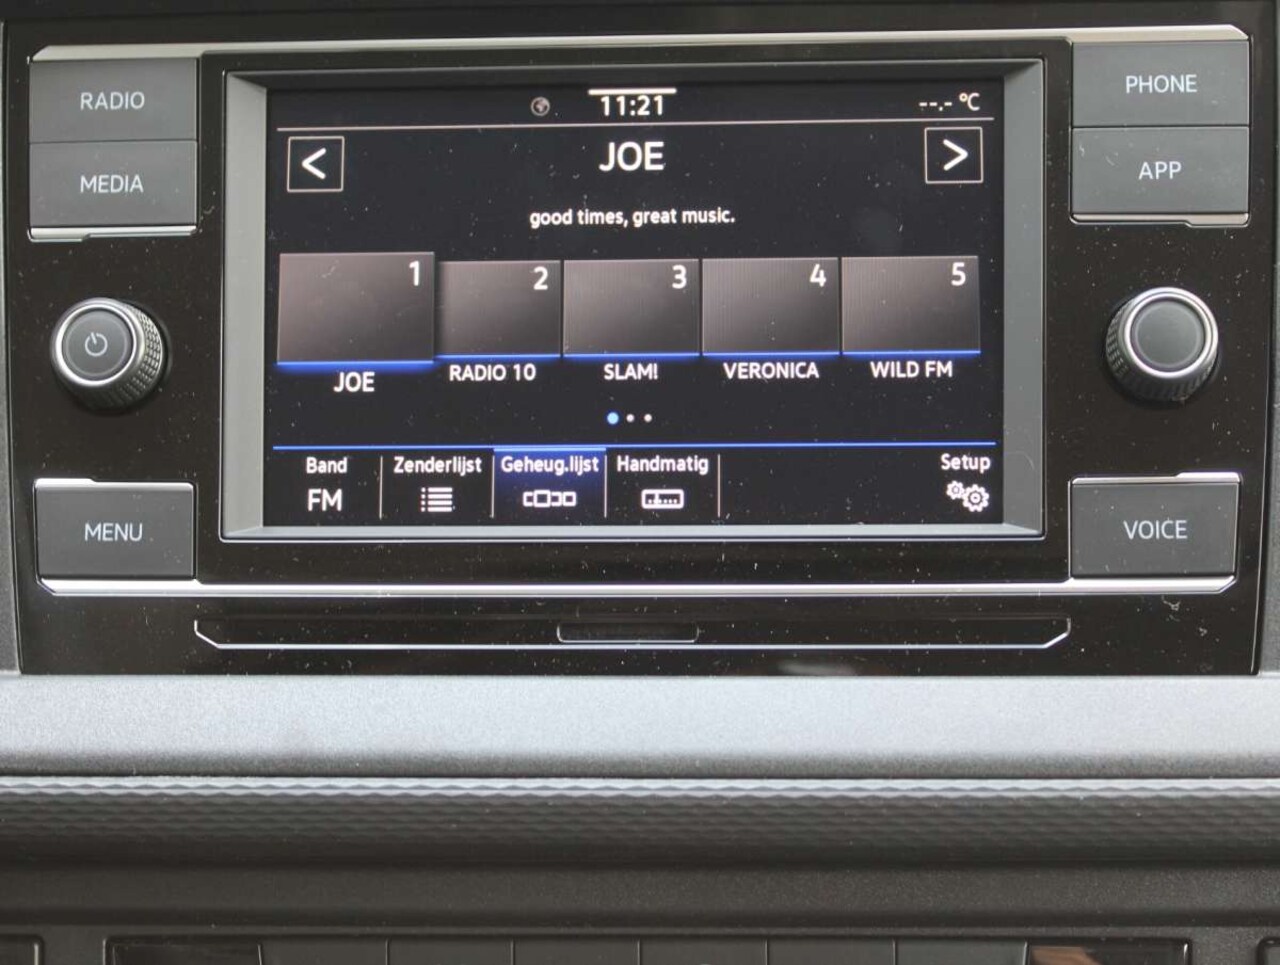 RADIO
MEDIA
MENU
11:21
--.- °C
<
JOE
>
good times, great music.
1 2 3 4 5
JOE RADIO 10 SLAM! VERONICA WILD FM
Band Zenderlijst Geheug.lijst Handmatig Setup
FM
PHONE
APP
VOICE